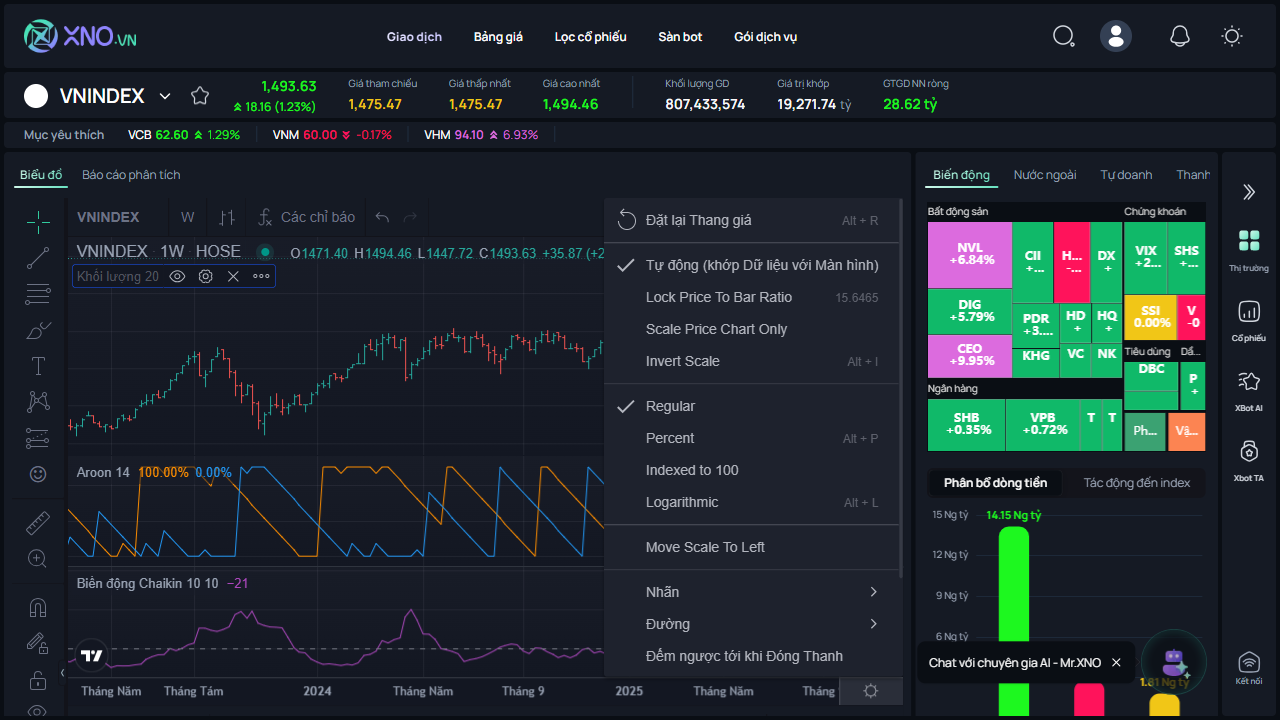 XNO.VN
Giao dịch Bảng giá Lọc cổ phiếu Sàn bot Gói dịch vụ
VNINDEX
1,493.63
18.16 (1.23%)
Giá tham chiếu
1,475.47
Giá thấp nhất
1,475.47
Giá cao nhất
1,494.46
Khối lượng GD
807,433,574
Giá trị khớp
19,271.74 tỷ
GTGD NN ròng
28.62 tỷ
Mục yêu thích VCB 62.60 1.29% VNM 60.00 -0.17% VHM 94.10 6.93%
Biểu đồ Báo cáo phân tích
VNINDEX W Các chỉ báo
VNINDEX 1W HOSE O1471.40 H1494.46 L1447.72 C1493.63 +35.87 (+2
Khối lượng 20
Aroon 14 100.00% 0.00%
Biến động Chaikin 10 10 −21
Tháng Năm Tháng Tám 2024 Tháng Năm Tháng 9 2025 Tháng Năm Tháng
Đặt lại Thang giá Alt + R
Tự động (khớp Dữ liệu với Màn hình)
Lock Price To Bar Ratio 15.6465
Scale Price Chart Only
Invert Scale Alt + I
Regular
Percent Alt + P
Indexed to 100
Logarithmic Alt + L
Move Scale To Left
Nhãn
Đường
Đếm ngược tới khi Đóng Thanh
Biến động Nước ngoài Tự doanh Thanh
Bất động sản
NVL
+6.84%
DIG
+5.79%
CEO
+9.95%
CII
+...
H...
-...
DX
+
PDR
+3....
HD
+
HQ
+
KHG
VC
NK
Chứng khoán
VIX
+2...
SHS
+...
SSI
0.00%
V
-0
Tiêu dùng
Dầ...
DBC
P
+
Ngân hàng
SHB
+0.35%
VPB
+0.72%
T
T
Ph...
Vậ...
Phân bổ dòng tiền Tác động đến index
15 Ng tỷ
12 Ng tỷ
9 Ng tỷ
6 Ng tỷ
14.15 Ng tỷ
1.81 Ng tỷ
Chat với chuyên gia AI - Mr.XNO
Thị trường
Cổ phiếu
XBot AI
Xbot TA
Kết nối